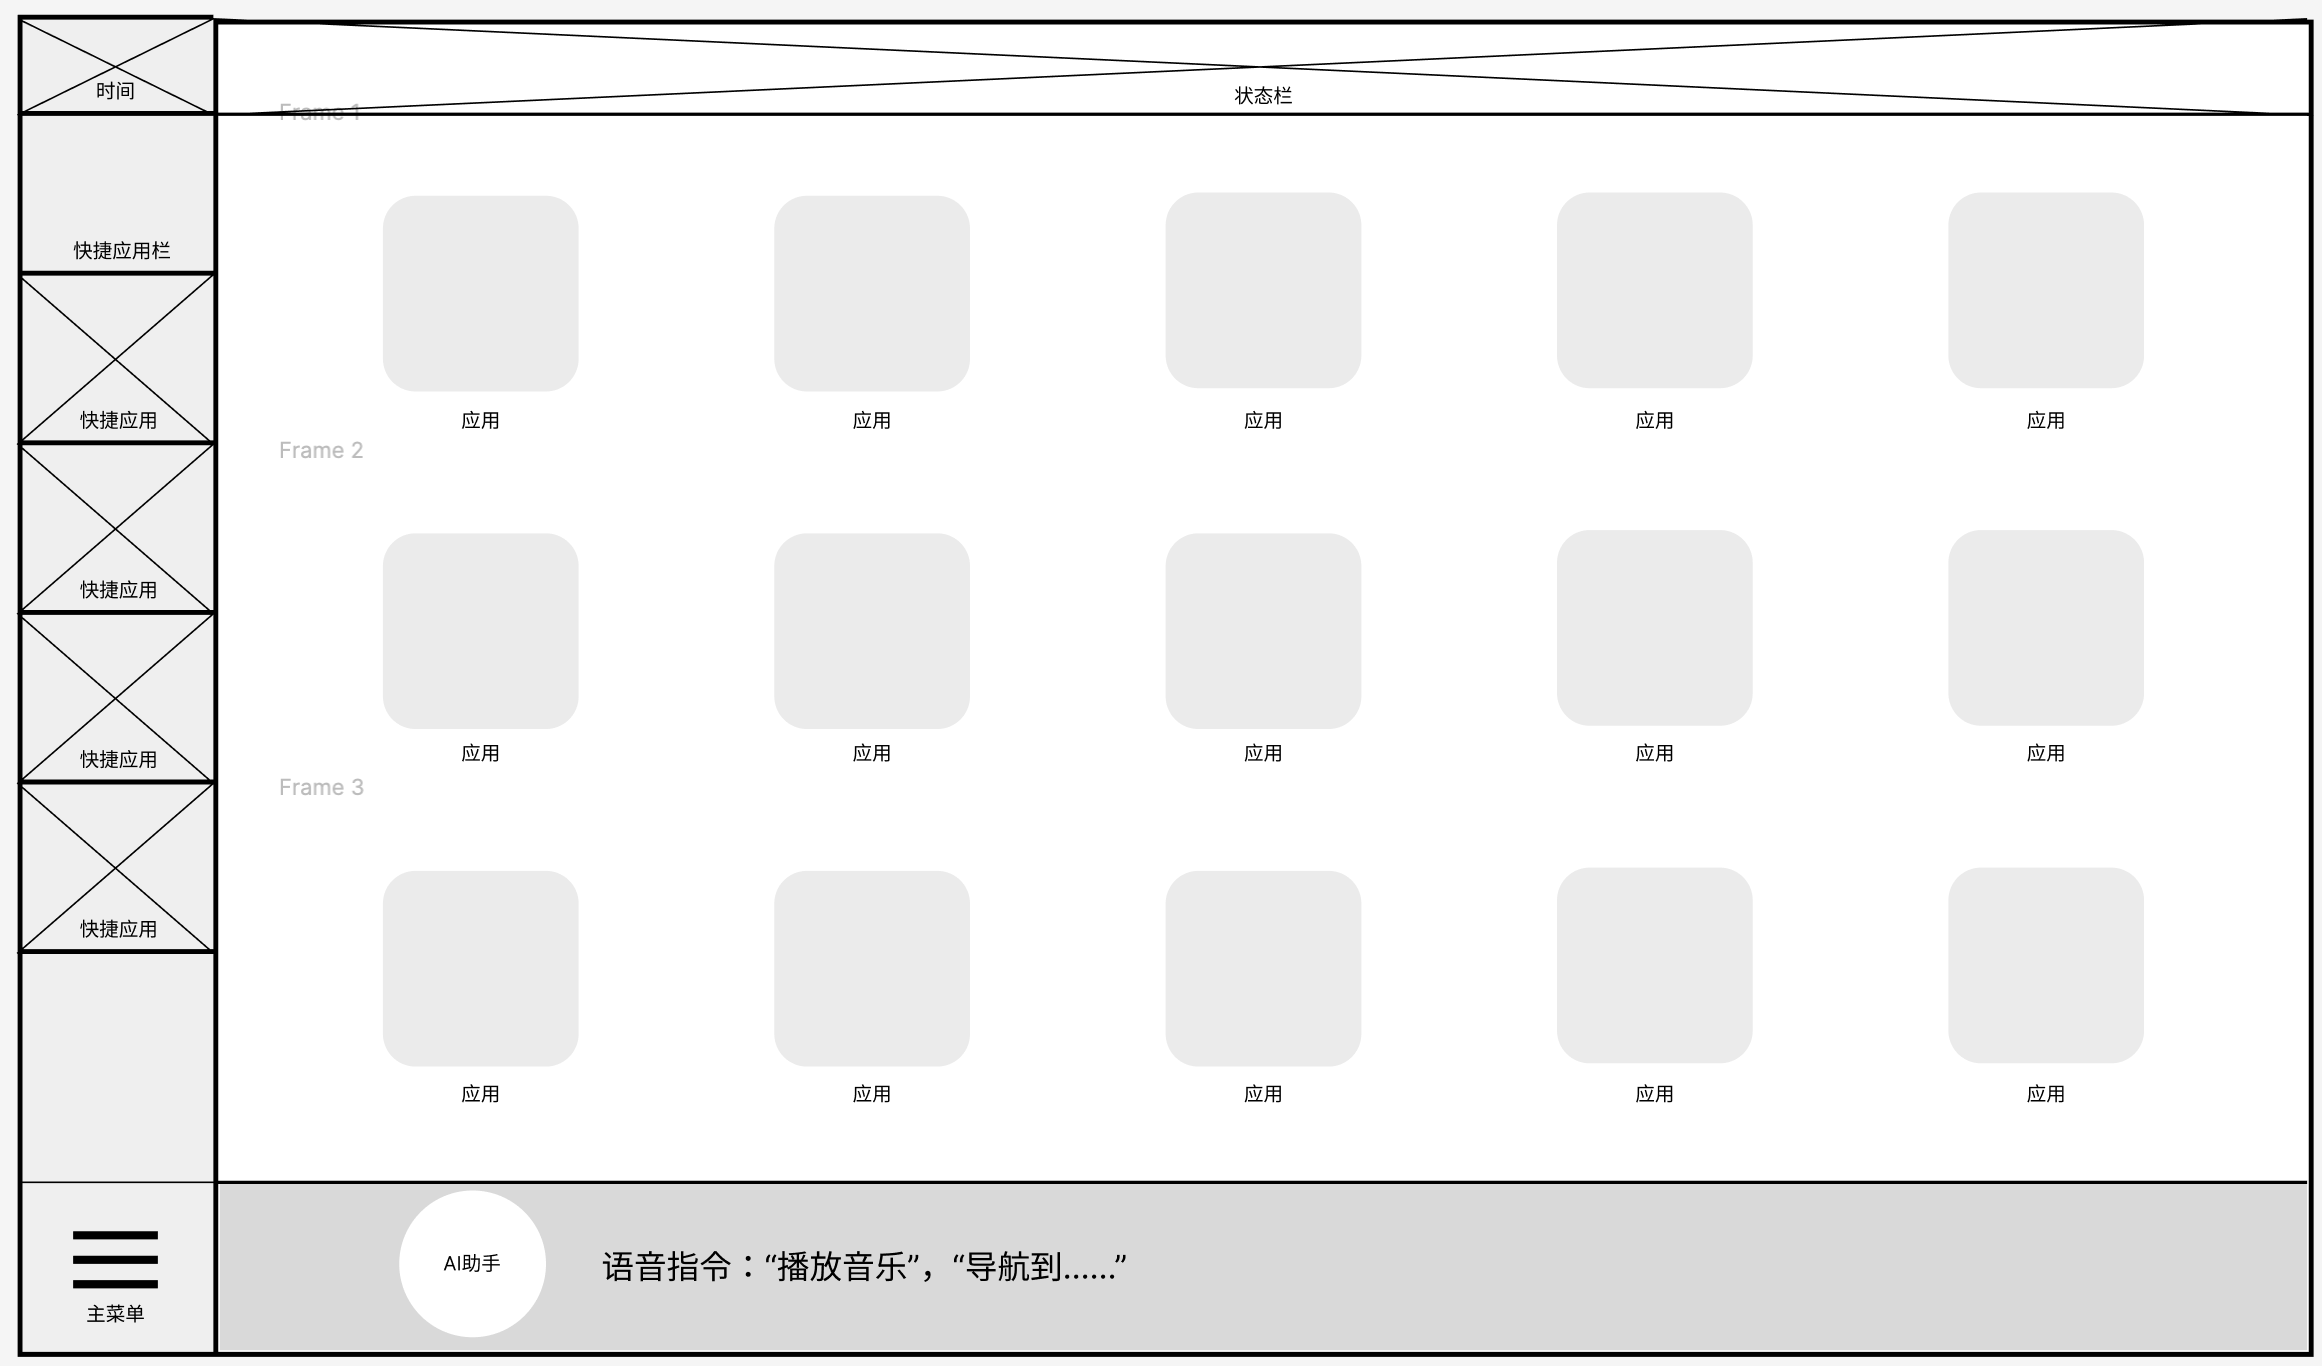 时间
状态栏
Frame 1
快捷应用栏
快捷应用
应用
应用
应用
应用
应用
Frame 2
快捷应用
应用
应用
应用
应用
应用
快捷应用
Frame 3
快捷应用
应用
应用
应用
应用
应用
AI助手
语音指令：“播放音乐”，“导航到......”
主菜单